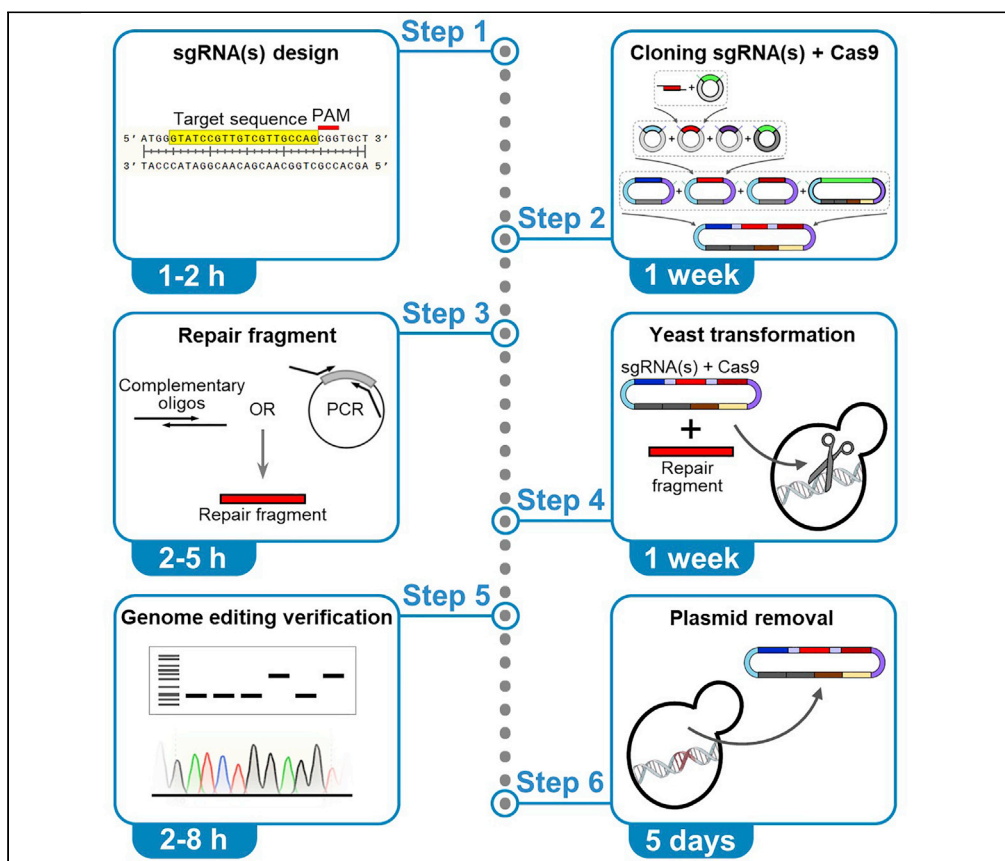 Step 1
sgRNA(s) design
Target sequence PAM
5' ATGGGTATCCGTTGTCGTTGCCAGCGGTGCT 3'
3' TACCCATAGGCAACAGCAACGGTCGCCACGA 5'
1-2 h
Step 2
Cloning sgRNA(s) + Cas9
+
+ + +
+ + +
1 week
Step 3
Repair fragment
Complementary
oligos
OR
PCR
Repair fragment
2-5 h
Step 4
Yeast transformation
sgRNA(s) + Cas9
+
Repair
fragment
1 week
Step 5
Genome editing verification
2-8 h
Step 6
Plasmid removal
5 days